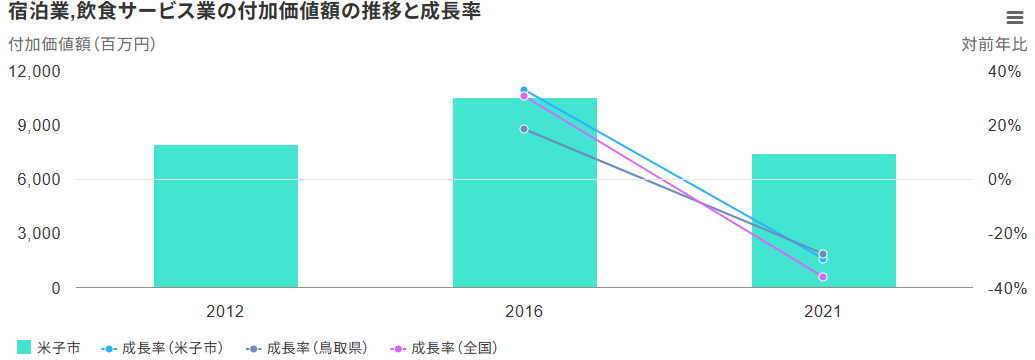 宿泊業,飲食サービス業の付加価値額の推移と成長率
付加価値額（百万円） 対前年比
12,000 40%
9,000 20%
6,000 0%
3,000 -20%
0 -40%
2012 2016 2021
米子市 成長率（米子市） 成長率（鳥取県） 成長率（全国）